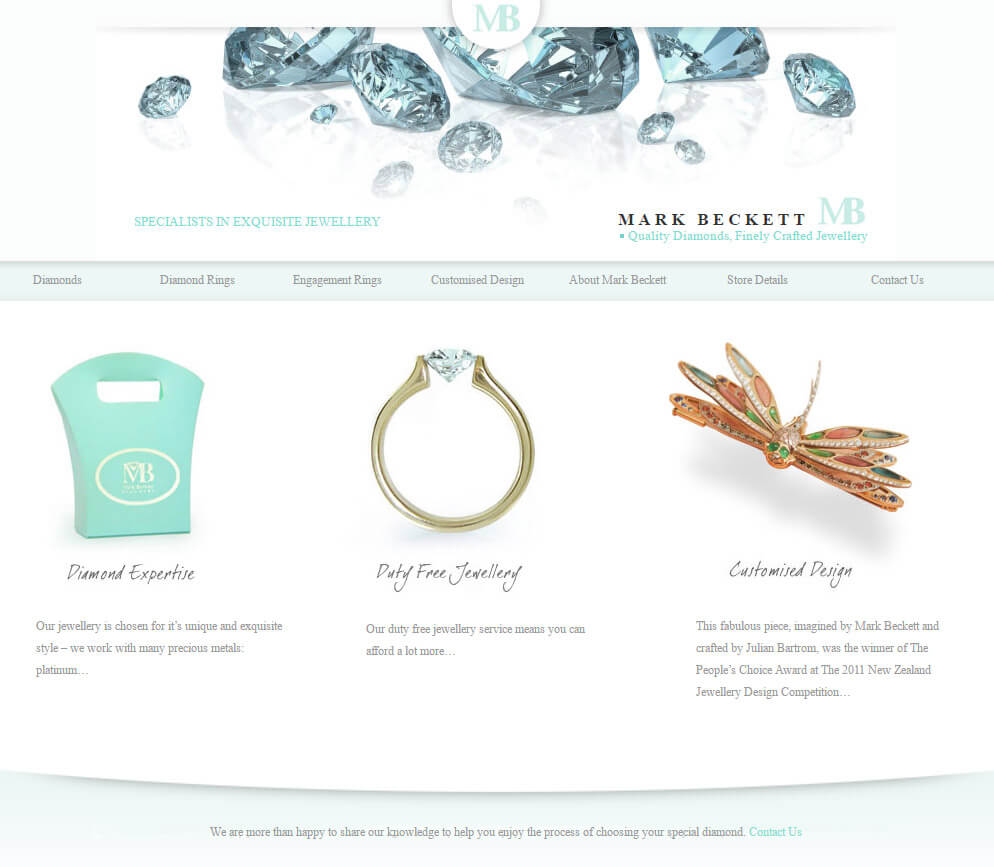 MB
SPECIALISTS IN EXQUISITE JEWELLERY
MARK BECKETT MB
Quality Diamonds, Finely Crafted Jewellery
Diamonds Diamond Rings Engagement Rings Customised Design About Mark Beckett Store Details Contact Us
MB
Diamond Expertise
Our jewellery is chosen for it’s unique and exquisite
style – we work with many precious metals:
platinum…
Duty Free Jewellery
Our duty free jewellery service means you can
afford a lot more…
Customised Design
This fabulous piece, imagined by Mark Beckett and
crafted by Julian Bartrom, was the winner of The
People’s Choice Award at The 2011 New Zealand
Jewellery Design Competition…
We are more than happy to share our knowledge to help you enjoy the process of choosing your special diamond. Contact Us